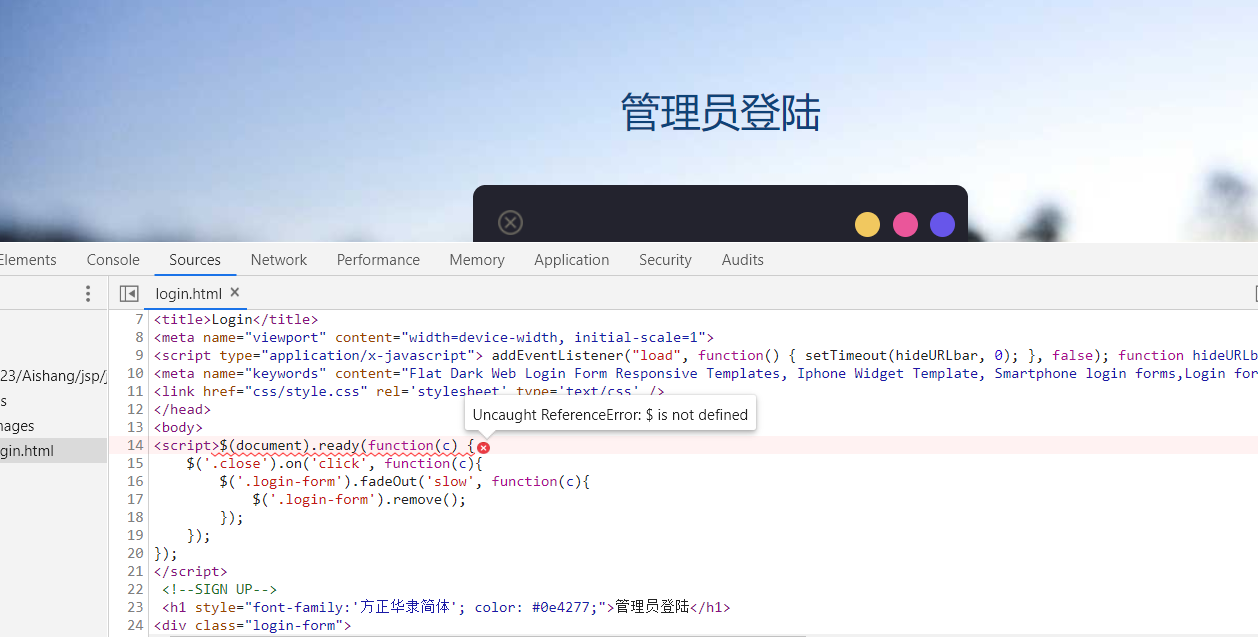 管理员登陆
Elements Console Sources Network Performance Memory Application Security Audits
login.html ×
7 <title>Login</title>
8 <meta name="viewport" content="width=device-width, initial-scale=1">
9 <script type="application/x-javascript"> addEventListener("load", function() { setTimeout(hideURLbar, 0); }, false); function hideURLb
23/Aishang/jsp/j
10 <meta name="keywords" content="Flat Dark Web Login Form Responsive Templates, Iphone Widget Template, Smartphone login forms,Login for
11 <link href="css/style.css" rel='stylesheet' type='text/css' />
s
12 </head>
Uncaught ReferenceError: $ is not defined
nages
13 <body>
14 <script>$(document).ready(function(c) {
gin.html
15 $('.close').on('click', function(c){
16 $('.login-form').fadeOut('slow', function(c){
17 $('.login-form').remove();
18 });
19 });
20 });
21 </script>
22 <!--SIGN UP-->
23 <h1 style="font-family:'方正华隶简体'; color: #0e4277;">管理员登陆</h1>
24 <div class="login-form">